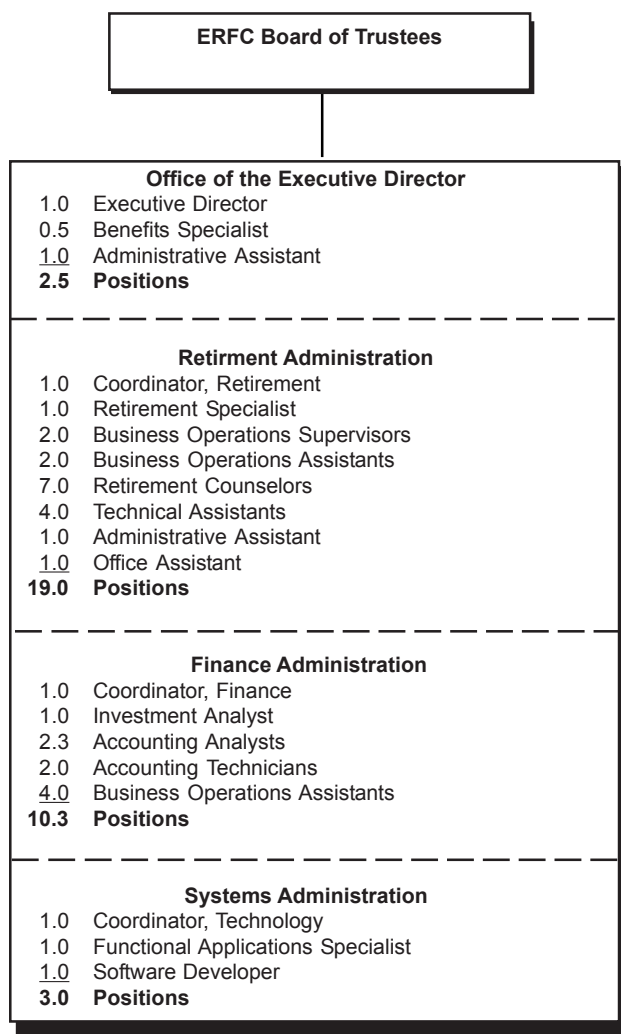 ERFC Board of Trustees
Office of the Executive Director
1.0 Executive Director
0.5 Benefits Specialist
1.0 Administrative Assistant
2.5 Positions
Retirment Administration
1.0 Coordinator, Retirement
1.0 Retirement Specialist
2.0 Business Operations Supervisors
2.0 Business Operations Assistants
7.0 Retirement Counselors
4.0 Technical Assistants
1.0 Administrative Assistant
1.0 Office Assistant
19.0 Positions
Finance Administration
1.0 Coordinator, Finance
1.0 Investment Analyst
2.3 Accounting Analysts
2.0 Accounting Technicians
4.0 Business Operations Assistants
10.3 Positions
Systems Administration
1.0 Coordinator, Technology
1.0 Functional Applications Specialist
1.0 Software Developer
3.0 Positions